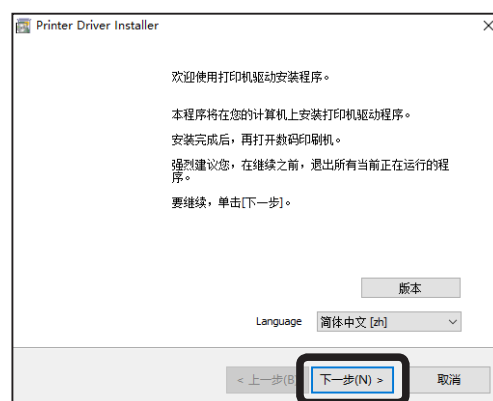 Printer Driver Installer
欢迎使用打印机驱动安装程序。
本程序将在您的计算机上安装打印机驱动程序。
安装完成后，再打开数码印刷机。
强烈建议您，在继续之前，退出所有当前正在运行的程
序。
要继续，单击[下一步]。
版本
Language 简体中文 [zh]
< 上一步(B) 下一步(N) > 取消